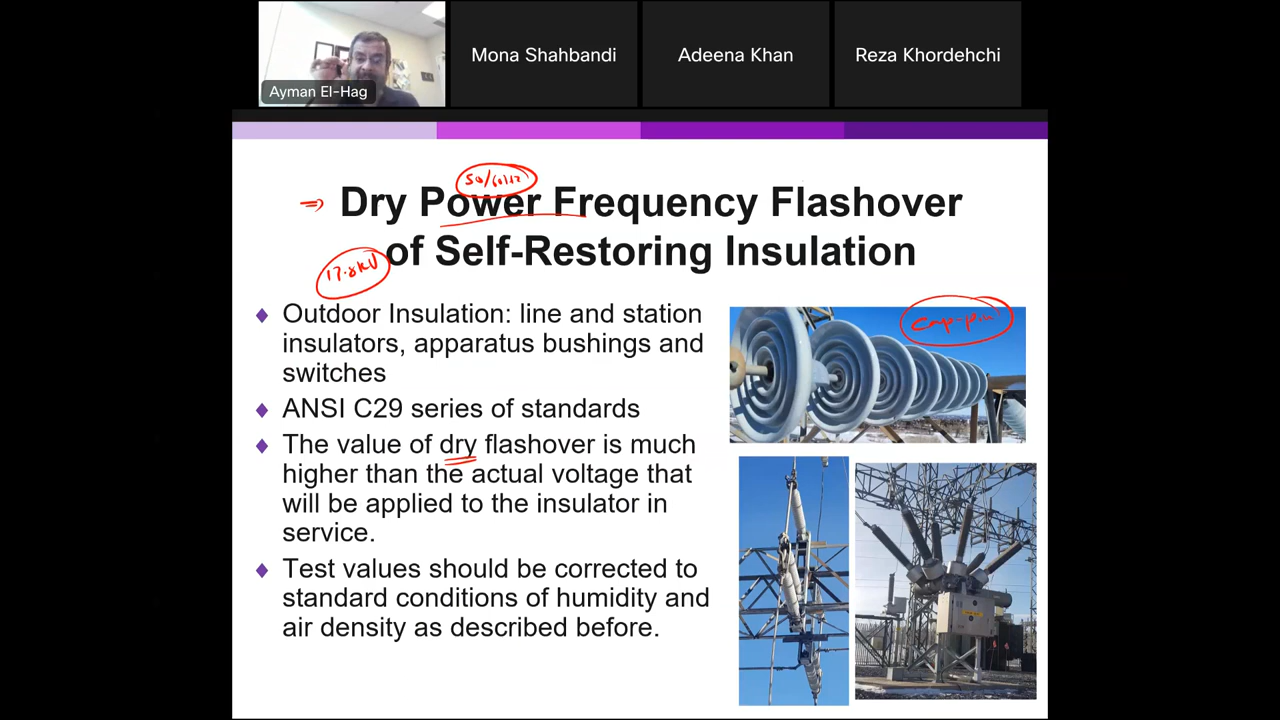 Mona Shahbandi
Adeena Khan
Reza Khordehchi
Ayman El-Hag
50/60Hz
Dry Power Frequency Flashover
of Self-Restoring Insulation
13.8kV
cap-pin
♦ Outdoor Insulation: line and station
insulators, apparatus bushings and
switches
♦ ANSI C29 series of standards
♦ The value of dry flashover is much
higher than the actual voltage that
will be applied to the insulator in
service.
♦ Test values should be corrected to
standard conditions of humidity and
air density as described before.